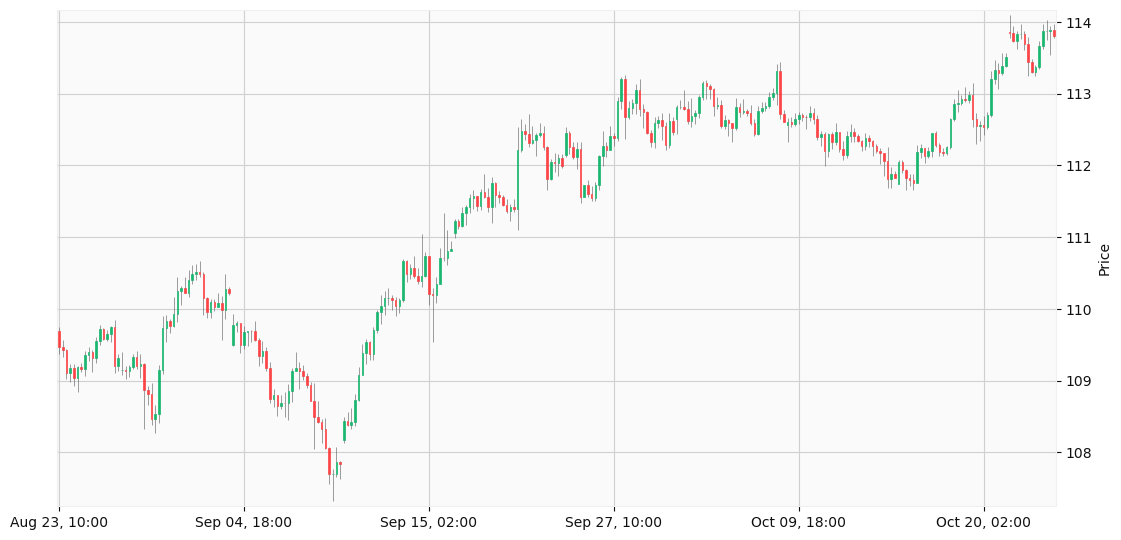 114
113
112
111
110
109
108
Price
Aug 23, 10:00
Sep 04, 18:00
Sep 15, 02:00
Sep 27, 10:00
Oct 09, 18:00
Oct 20, 02:00